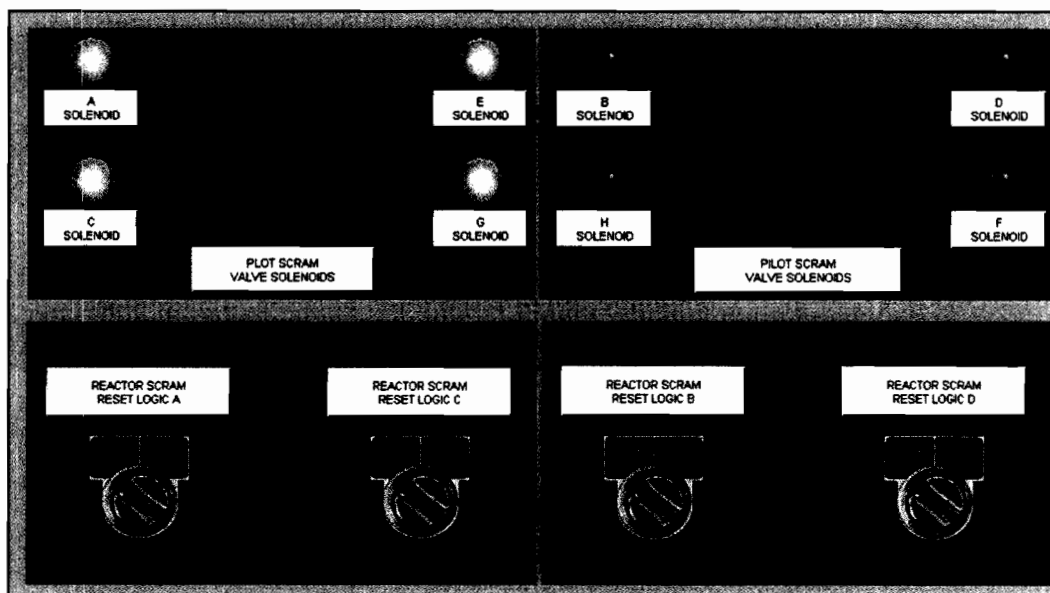 A
SOLENOID
E
SOLENOID
B
SOLENOID
D
SOLENOID
C
SOLENOID
G
SOLENOID
H
SOLENOID
F
SOLENOID
PLOT SCRAM
VALVE SOLENOIDS
PILOT SCRAM
VALVE SOLENOIDS
REACTOR SCRAM
RESET LOGIC A
REACTOR SCRAM
RESET LOGIC C
REACTOR SCRAM
RESET LOGIC B
REACTOR SCRAM
RESET LOGIC D